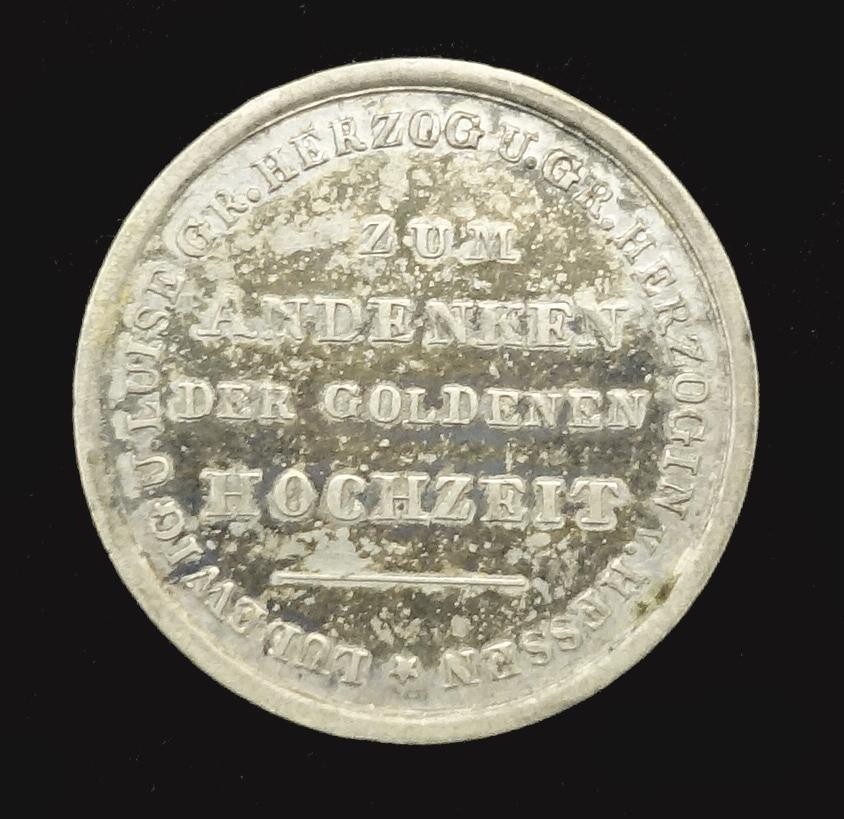 LUDEWIG U LUISE GR. HERZOG U. GR. HERZOGIN v. HESSEN
ZUM
ANDENKEN
DER GOLDENEN
HOCHZEIT